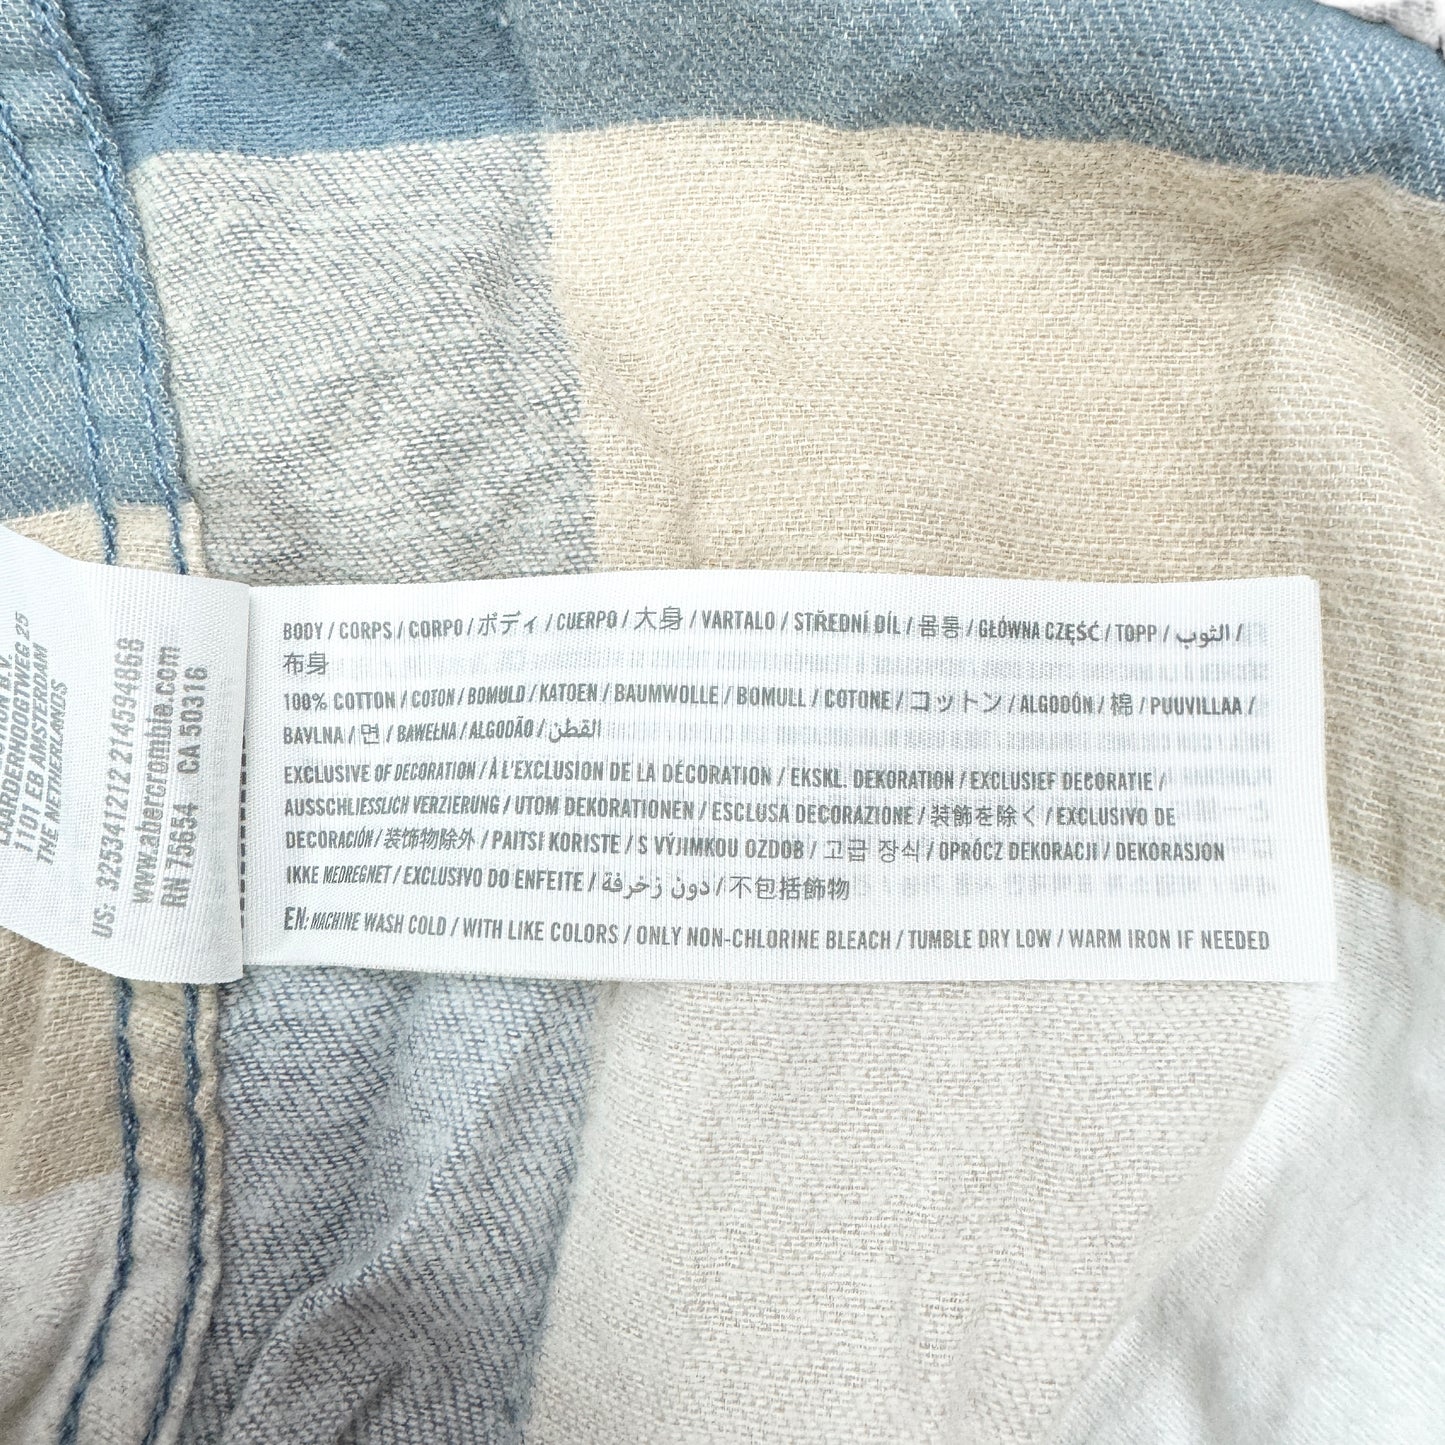 LAARDERHOOGTWEG 25
1101 EB AMSTERDAM
THE NETHERLANDS
US: 3253412122 214594868
www.abercrombie.com
RN 75654 CA 50316
BODY / CORPS / CORPO / ボディ / CUERPO / 大身 / VARTALO / STŘEDNÍ DÍL / 몸통 / GŁÓWNA CZĘŚĆ / TOPP / الثوب /
布身
100% COTTON / COTON / BOMULD / KATOEN / BAUMWOLLE / BOMULL / COTONE / コットン / ALGODÓN / 棉 / PUUVILLAA /
BAVLNA / 면 / BAWEŁNA / ALGODÃO / القطن
EXCLUSIVE OF DECORATION / À L'EXCLUSION DE LA DÉCORATION / EKSKL. DEKORATION / EXCLUSIEF DECORATIE /
AUSSCHLIESSLICH VERZIERUNG / UTOM DEKORATIONEN / ESCLUSA DECORAZIONE / 装飾を除く / EXCLUSIVO DE
DECORACIÓN / 装饰物除外 / PAITSI KORISTE / S VÝJIMKOU OZDOB / 고급 장식 / OPRÓCZ DEKORACJI / DEKORASJON
IKKE MEDREGNET / EXCLUSIVO DO ENFEITE / دون زخرفة / 不包括飾物
EN: MACHINE WASH COLD / WITH LIKE COLORS / ONLY NON-CHLORINE BLEACH / TUMBLE DRY LOW / WARM IRON IF NEEDED